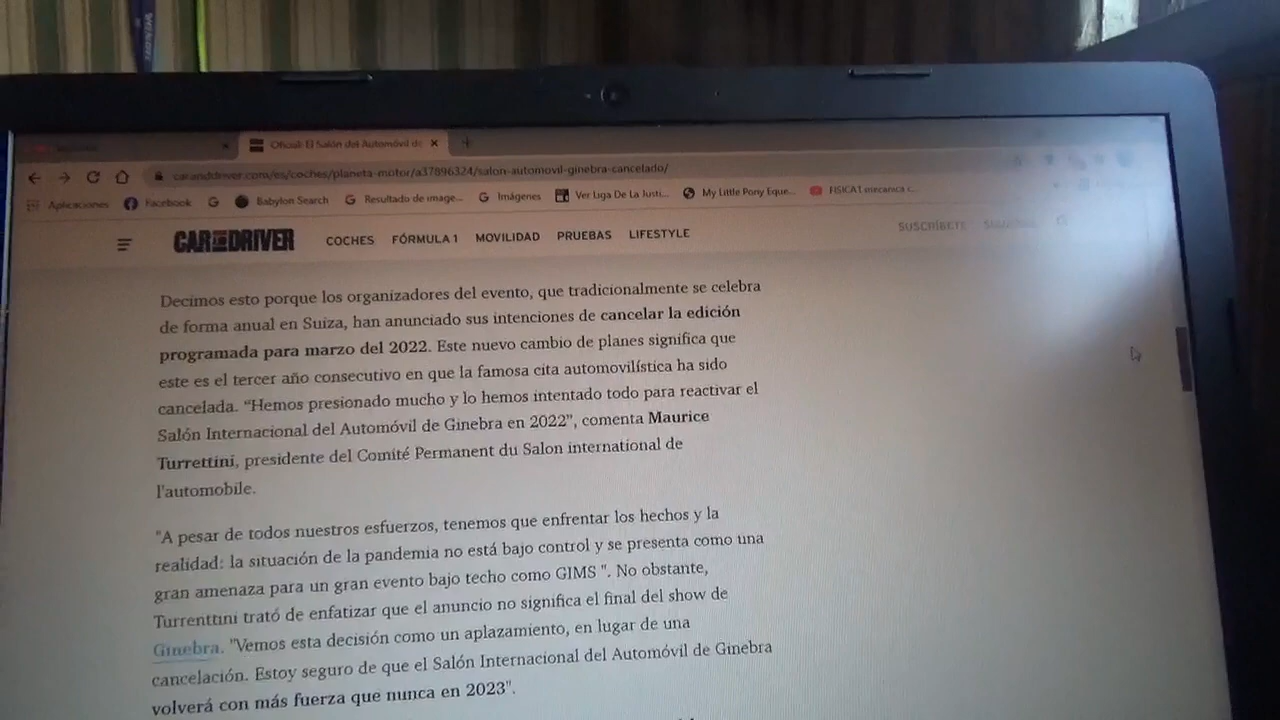 Oficial: El Salón del Automóvil de
caranddriver.com/es/coches/planeta-motor/a37896324/salon-automovil-ginebra-cancelado/
Aplicaciones Facebook Babylon Search Resultado de image... Imágenes Ver Liga De La Justi... My Little Pony Eque... FISICA1 mecanica c...
CAR AND DRIVER COCHES FÓRMULA 1 MOVILIDAD PRUEBAS LIFESTYLE SUSCRÍBETE
Decimos esto porque los organizadores del evento, que tradicionalmente se celebra
de forma anual en Suiza, han anunciado sus intenciones de cancelar la edición
programada para marzo del 2022. Este nuevo cambio de planes significa que
este es el tercer año consecutivo en que la famosa cita automovilística ha sido
cancelada. “Hemos presionado mucho y lo hemos intentado todo para reactivar el
Salón Internacional del Automóvil de Ginebra en 2022”, comenta Maurice
Turrettini, presidente del Comité Permanent du Salon international de
l'automobile.
"A pesar de todos nuestros esfuerzos, tenemos que enfrentar los hechos y la
realidad: la situación de la pandemia no está bajo control y se presenta como una
gran amenaza para un gran evento bajo techo como GIMS ". No obstante,
Turrenttini trató de enfatizar que el anuncio no significa el final del show de
Ginebra. "Vemos esta decisión como un aplazamiento, en lugar de una
cancelación. Estoy seguro de que el Salón Internacional del Automóvil de Ginebra
volverá con más fuerza que nunca en 2023".